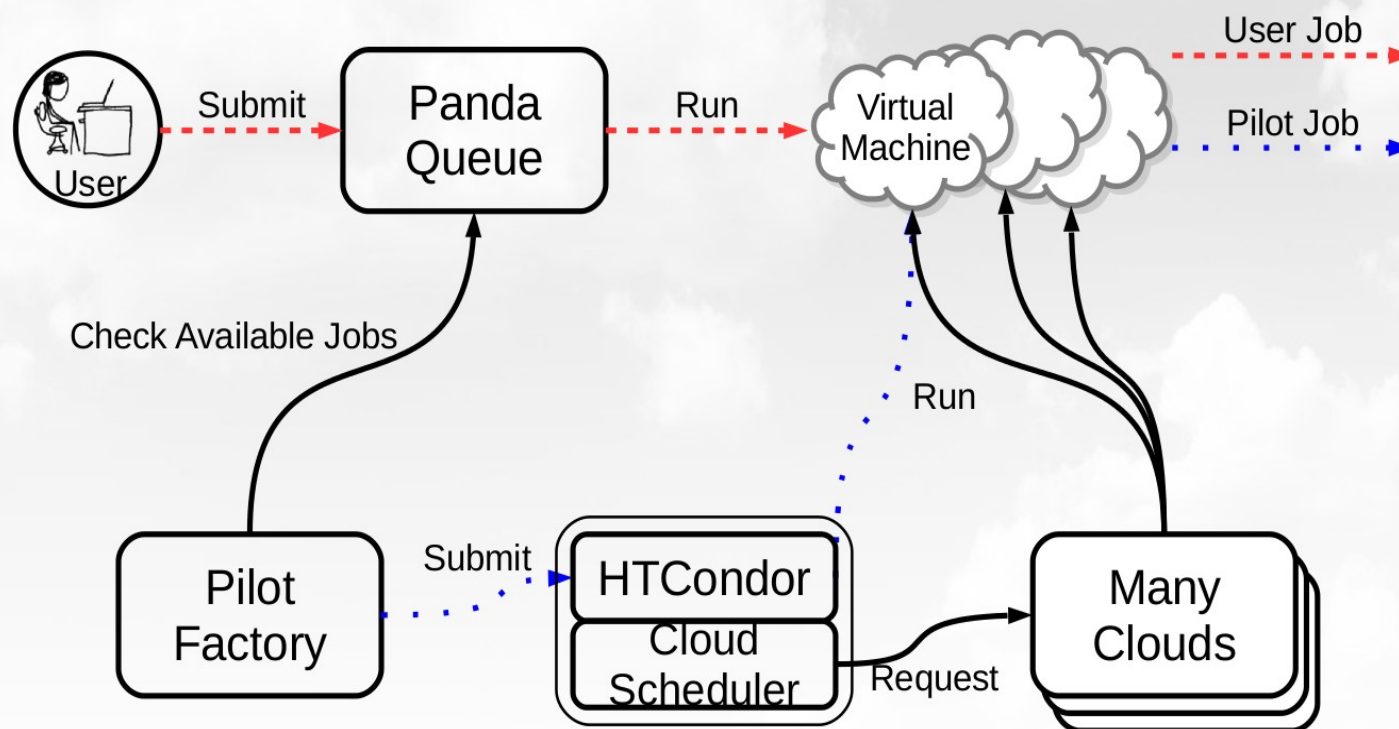 User Job
Submit
Panda
Queue
Run
Virtual
Machine
Pilot Job
User
Check Available Jobs
Run
Submit
Pilot
Factory
HTCondor
Cloud
Scheduler
Request
Many
Clouds